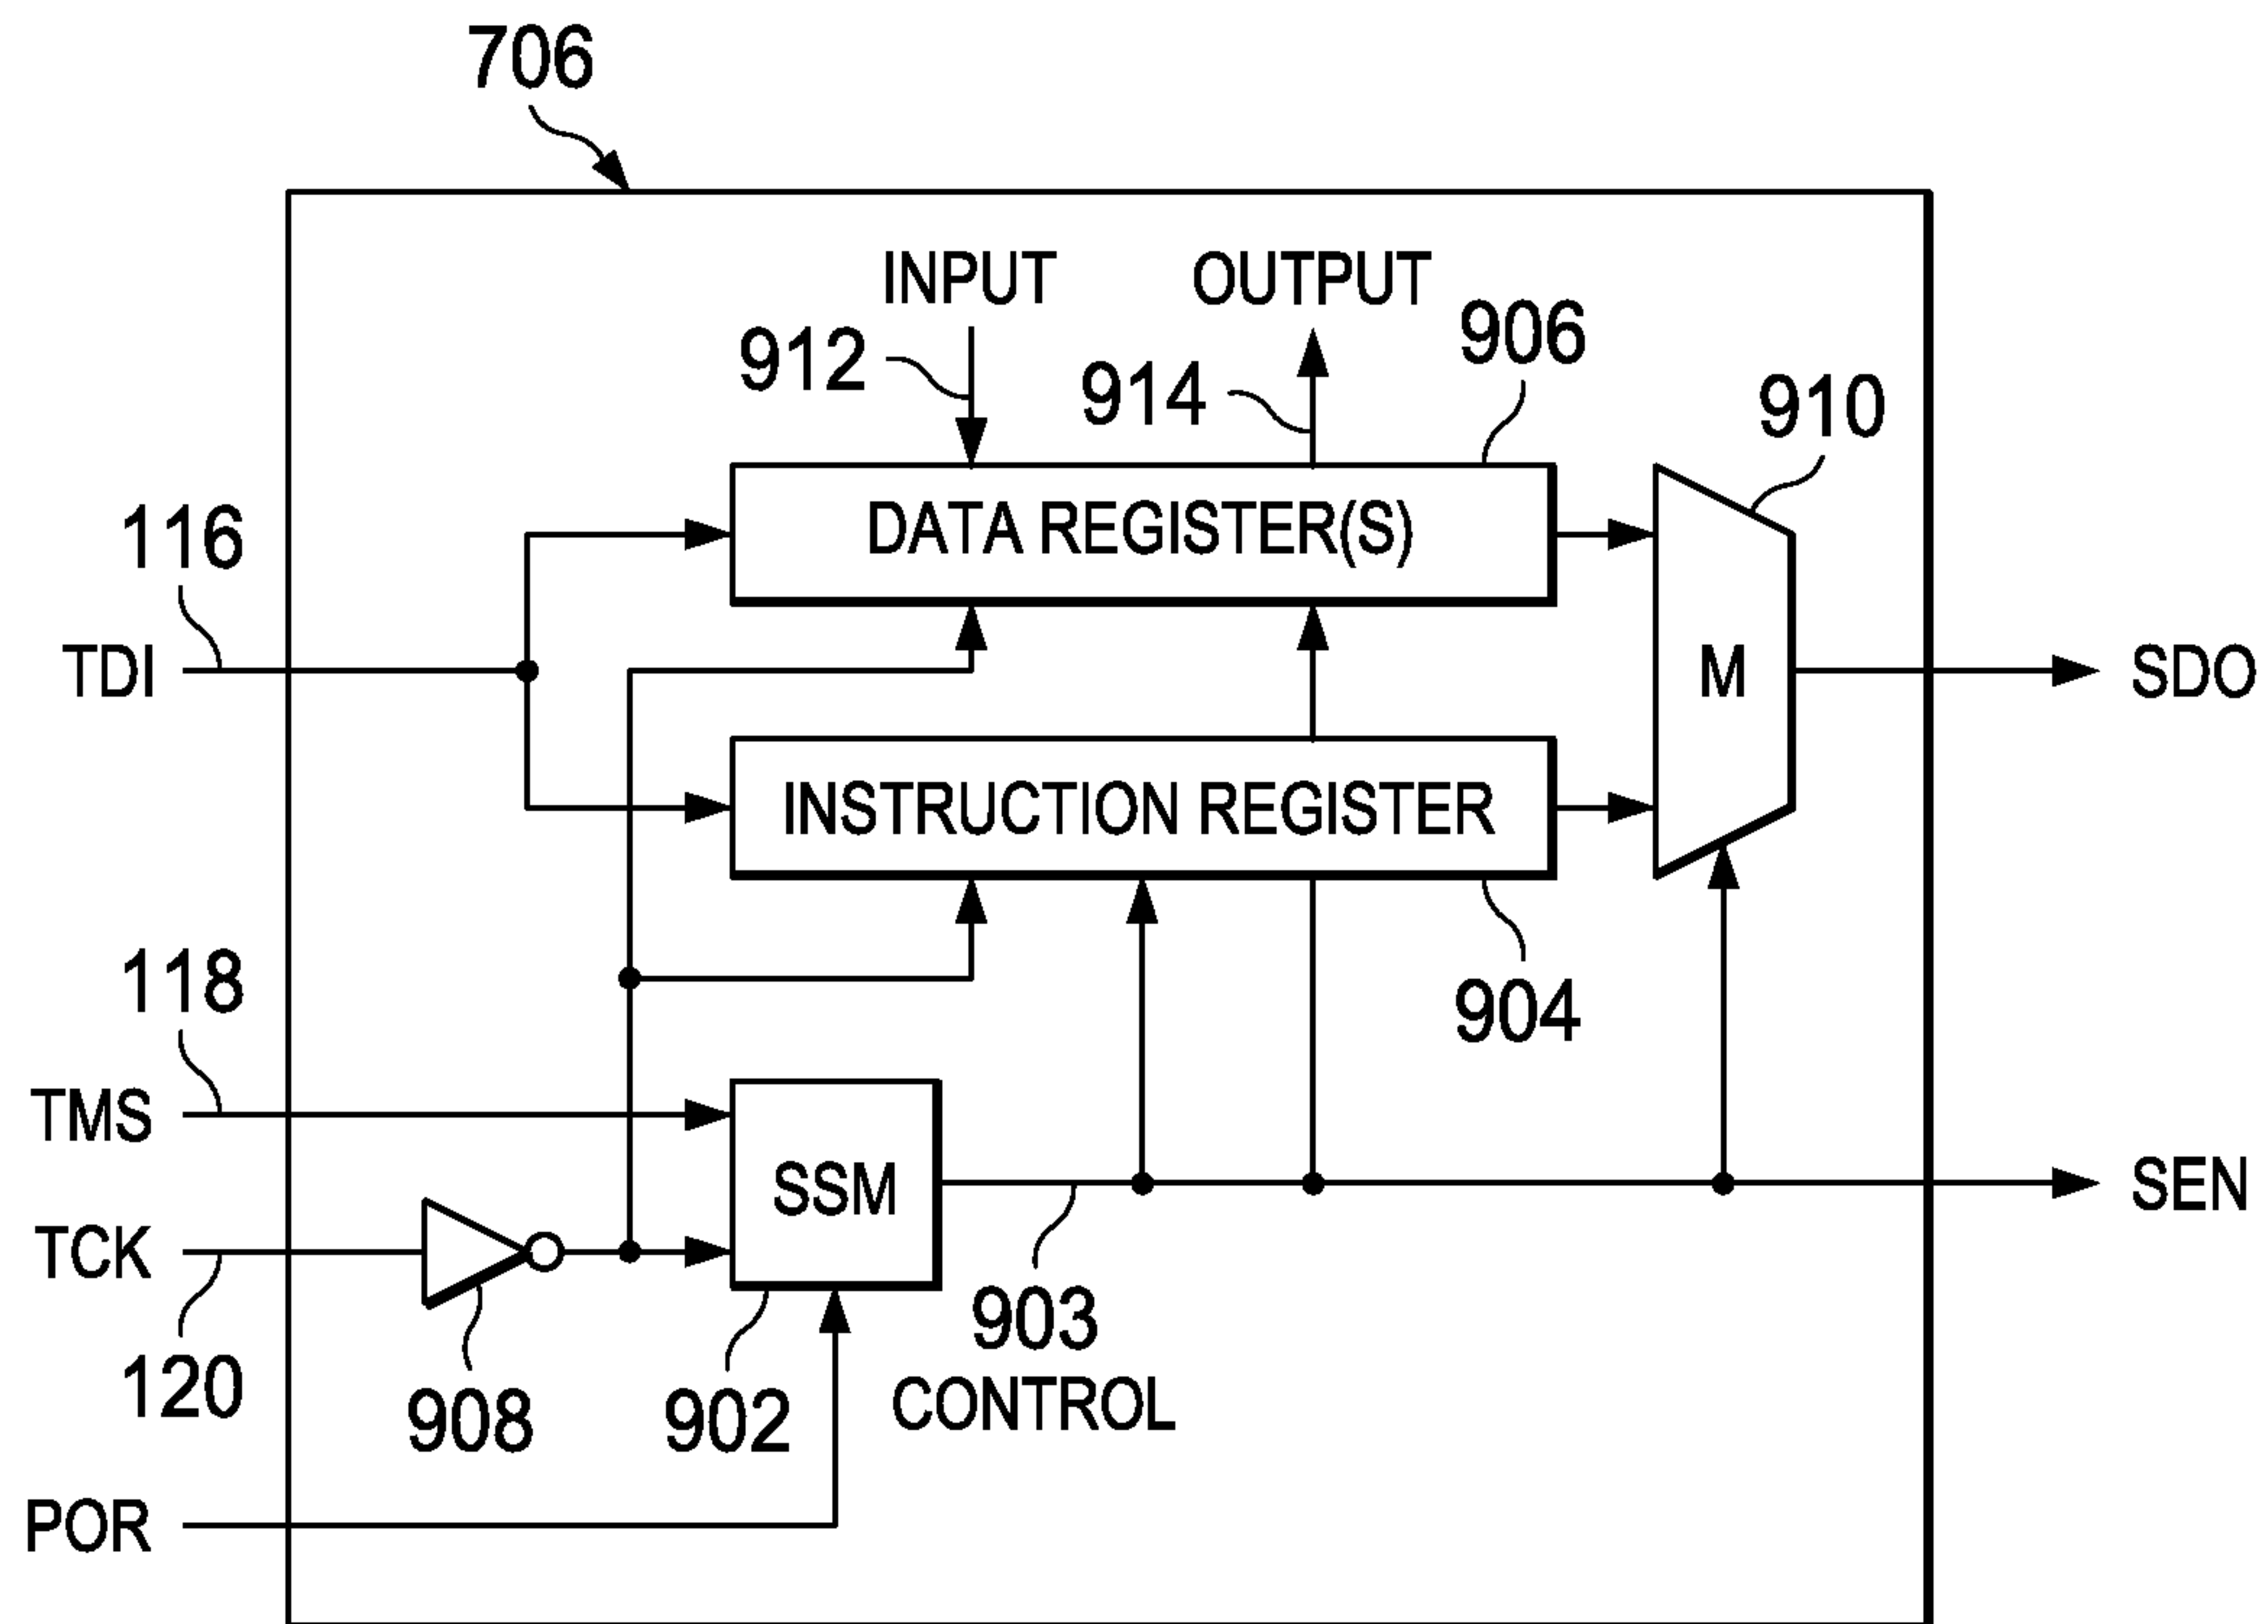 706
INPUT
OUTPUT
912
914
906
910
116
DATA REGISTER(S)
TDI
M
SDO
INSTRUCTION REGISTER
118
904
TMS
SSM
SEN
TCK
120
908
902
903
CONTROL
POR